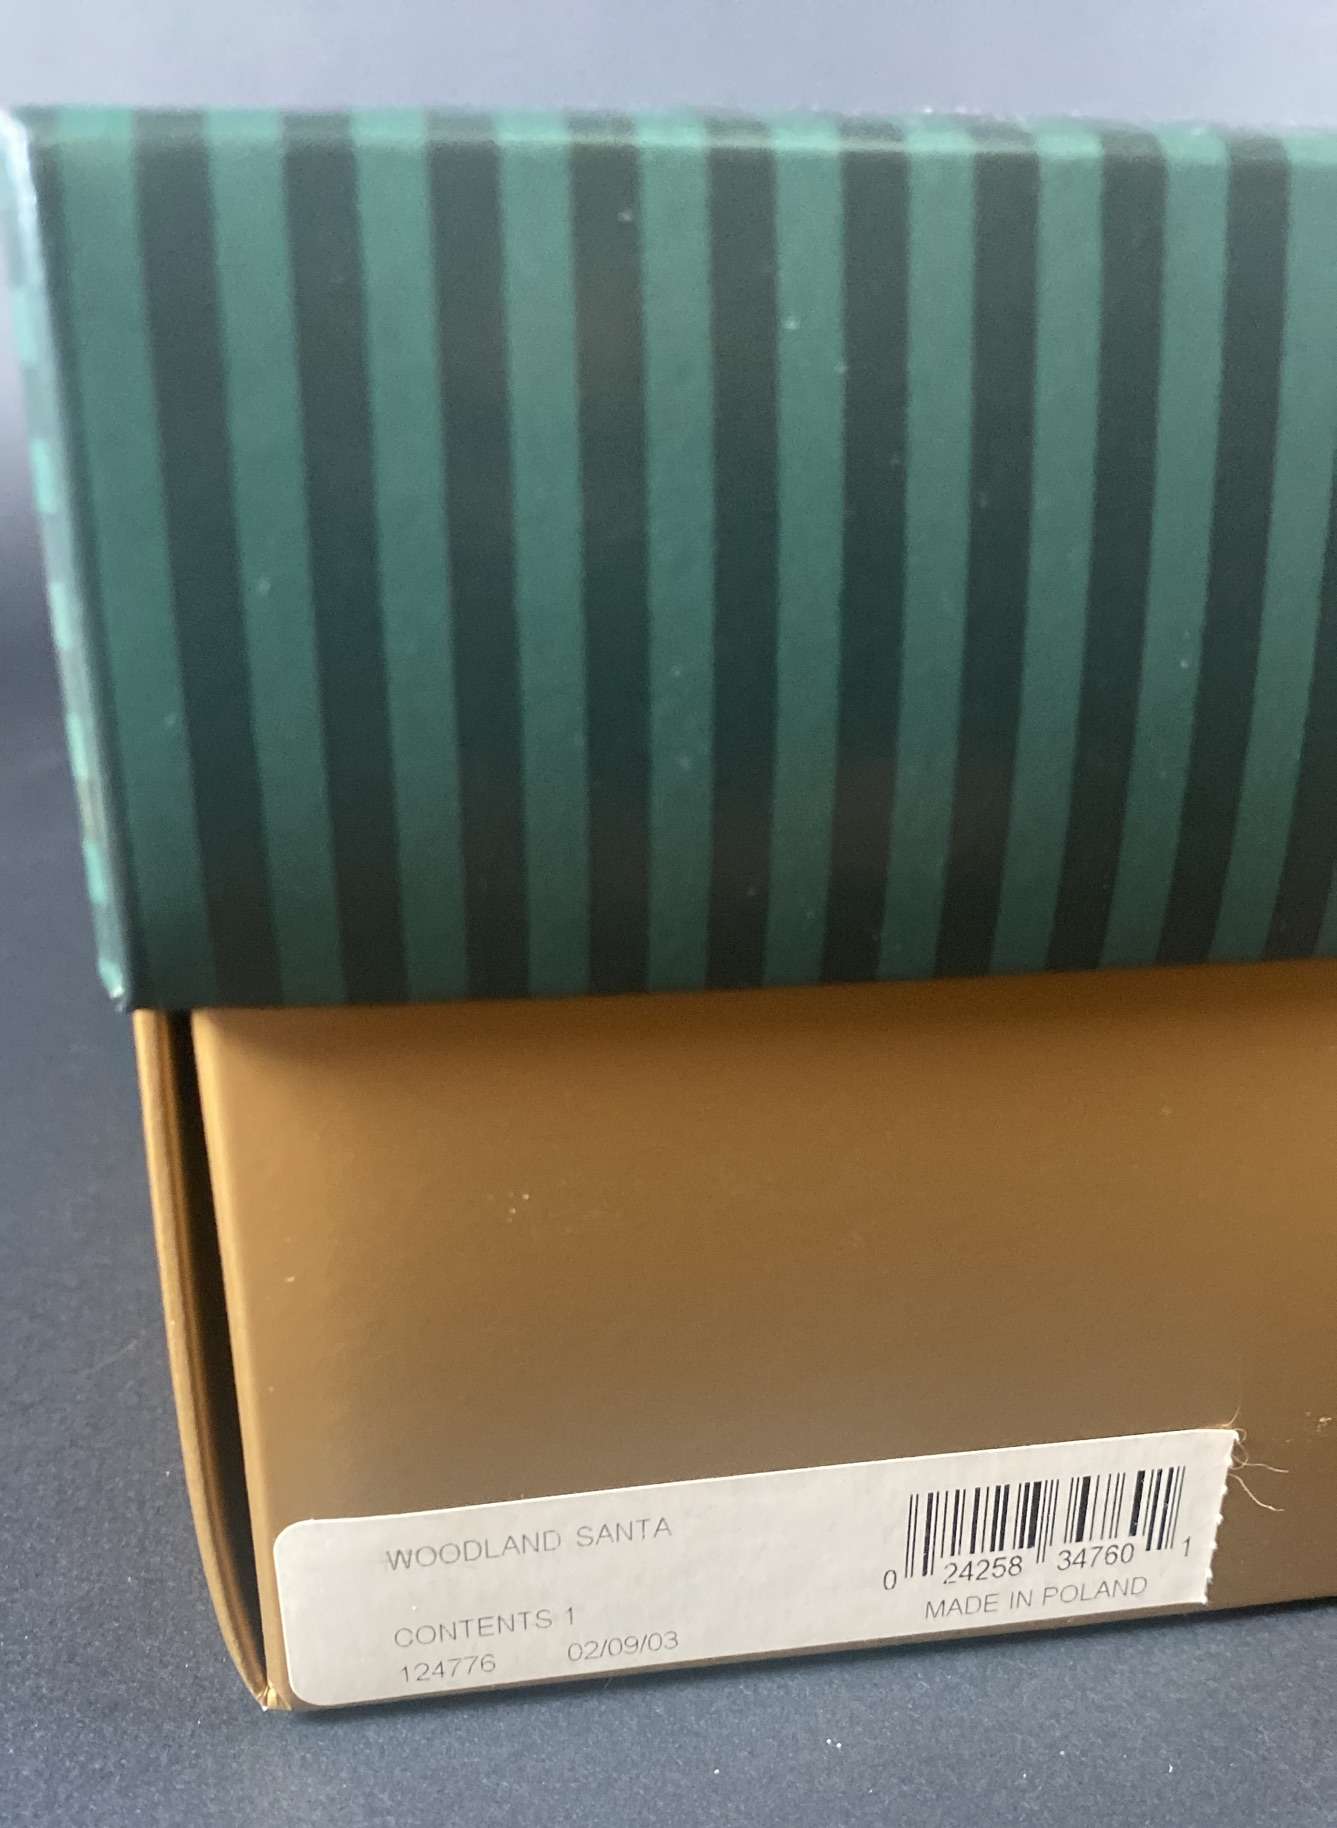 WOODLAND SANTA
CONTENTS 1
124776 02/09/03
0 24258 34760 1
MADE IN POLAND